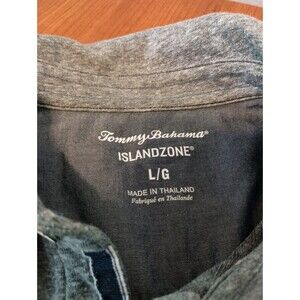 Tommy Bahama®
ISLANDZONE®
L/G
MADE IN THAILAND
Fabriqué en Thaïlande